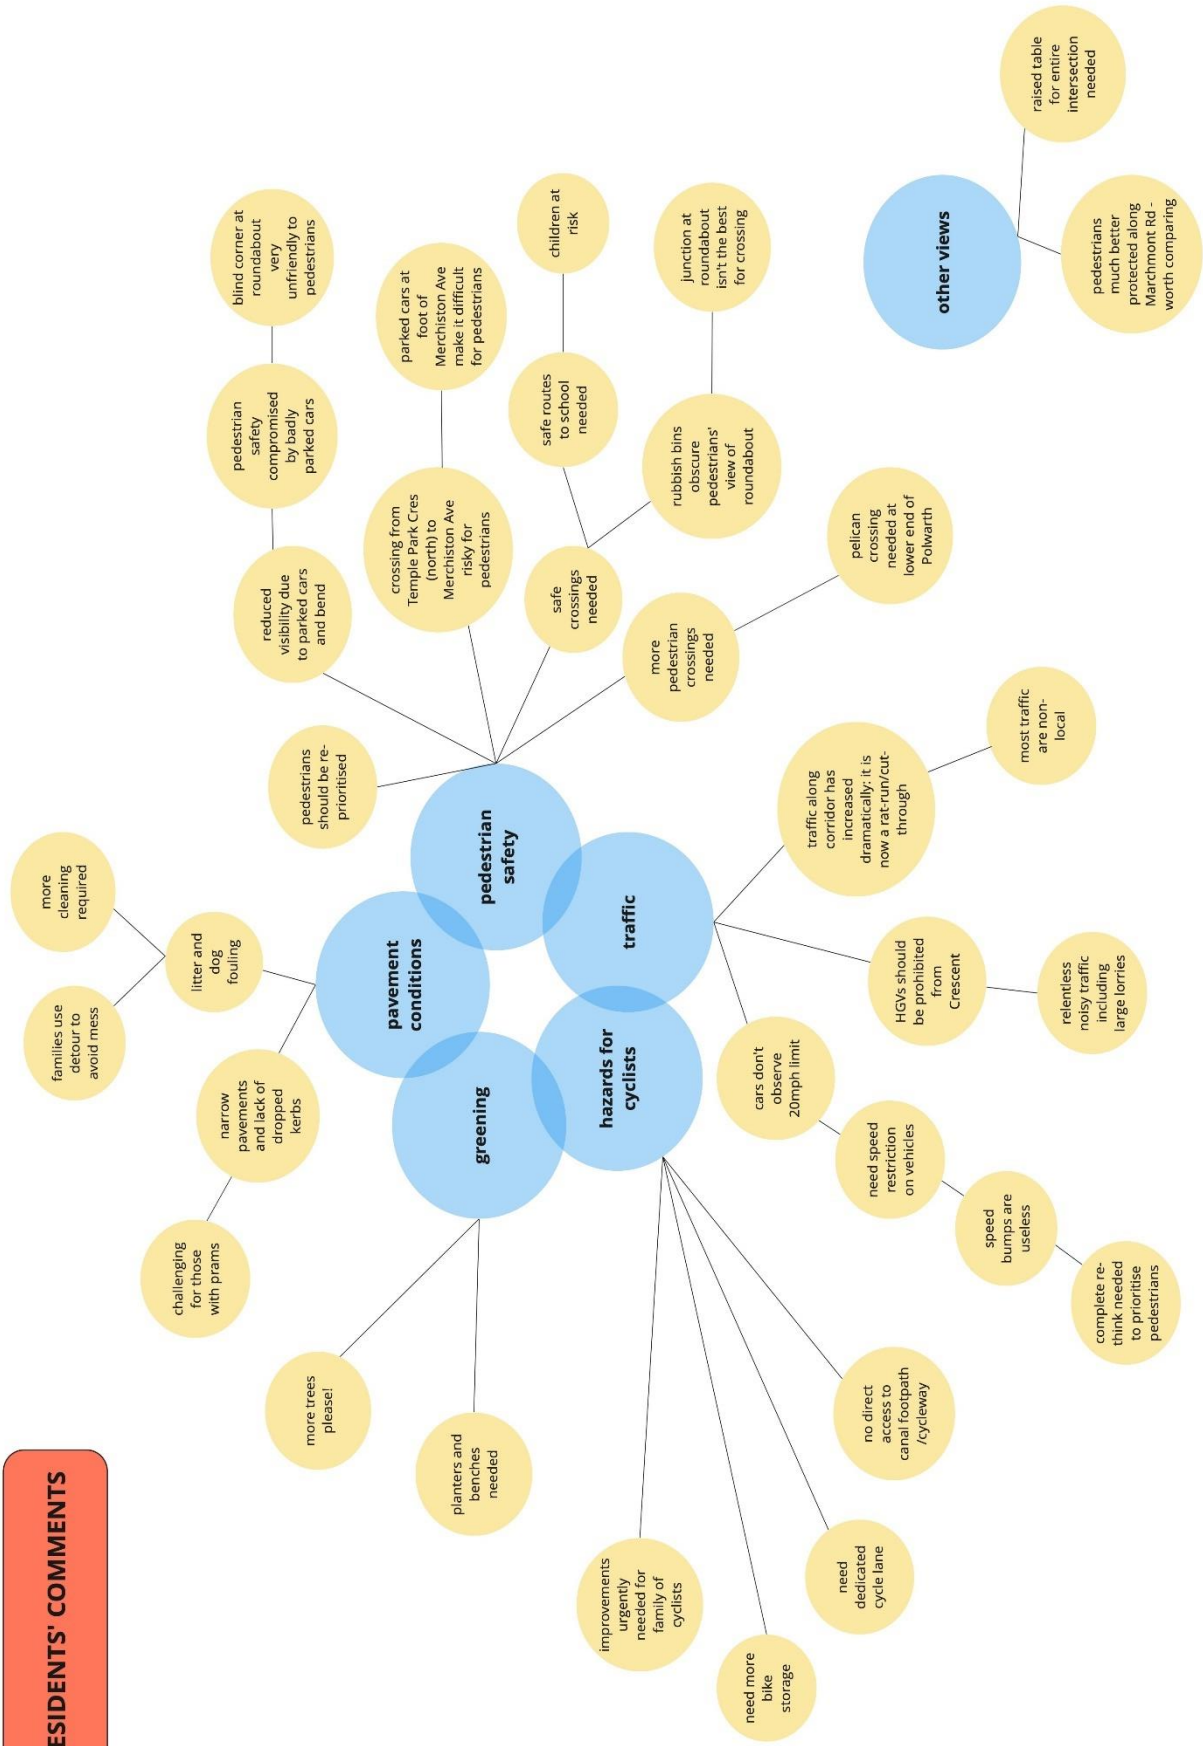 ESIDENTS' COMMENTS
more
cleaning
required
families use
detour to
avoid mess
litter and
dog
fouling
narrow
pavements
and lack of
dropped
kerbs
challenging
for those
with prams
pavement
conditions
greening
more trees
please!
planters and
benches
needed
pedestrian
safety
pedestrians
should be re-
prioritised
reduced
visibility due
to parked cars
and bend
pedestrian
safety
compromised
by badly
parked cars
blind corner at
roundabout
very
unfriendly to
pedestrians
crossing from
Temple Park Cres
(north) to
Merchiston Ave
risky for
pedestrians
parked cars at
foot of
Merchiston Ave
make it difficult
for pedestrians
safe
crossings
needed
safe routes
to school
needed
children at
risk
rubbish bins
obscure
pedestrians'
view of
roundabout
junction at
roundabout
isn't the best
for crossing
more
pedestrian
crossings
needed
pelican
crossing
needed at
lower end of
Polwarth
traffic
traffic along
corridor has
increased
dramatically: it is
now a rat-run/cut-
through
most traffic
are non-
local
HGVs should
be prohibited
from
Crescent
relentless
noisy traffic
including
large lorries
cars don't
observe
20mph limit
need speed
restriction
on vehicles
speed
bumps are
useless
complete re-
think needed
to prioritise
pedestrians
hazards for
cyclists
improvements
urgently
needed for
family of
cyclists
need more
bike
storage
need
dedicated
cycle lane
no direct
access to
canal footpath
/cycleway
other views
raised table
for entire
intersection
needed
pedestrians
much better
protected along
Marchmont Rd -
worth comparing